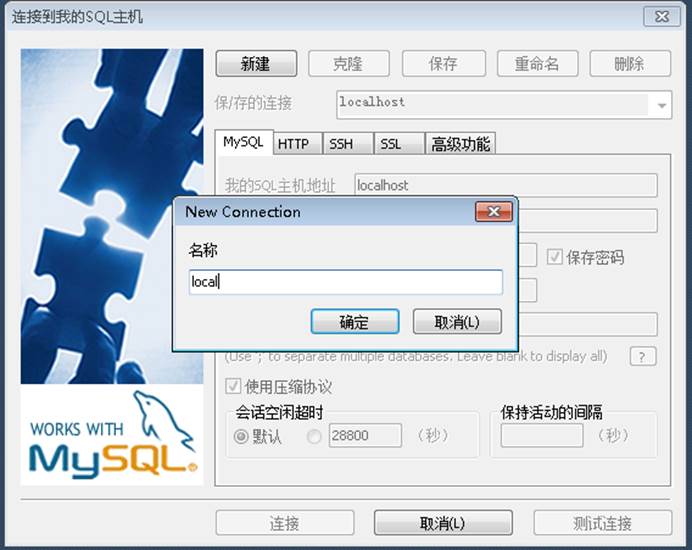 连接到我的SQL主机
新建
克隆
保存
重命名
删除
保/存的连接
localhost
MySQL
HTTP
SSH
SSL
高级功能
我的SQL主机地址
localhost
New Connection
名称
local
确定
取消(L)
保存密码
(Use ';' to separate multiple databases. Leave blank to display all)
?
使用压缩协议
会话空闲超时
默认
28800
(秒)
保持活动的间隔
(秒)
WORKS WITH
MySQL®
连接
取消(L)
测试连接